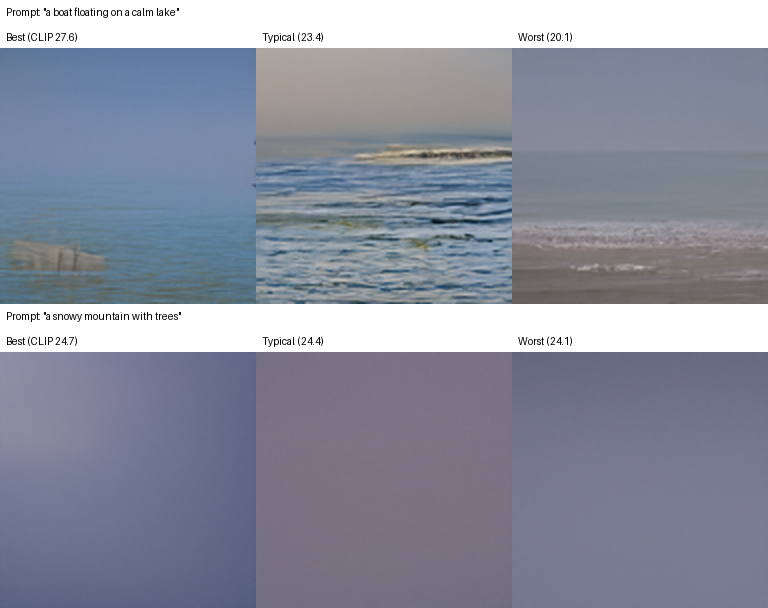 Prompt: "a boat floating on a calm lake"
Best (CLIP 27.6) Typical (23.4) Worst (20.1)
Prompt: "a snowy mountain with trees"
Best (CLIP 24.7) Typical (24.4) Worst (24.1)